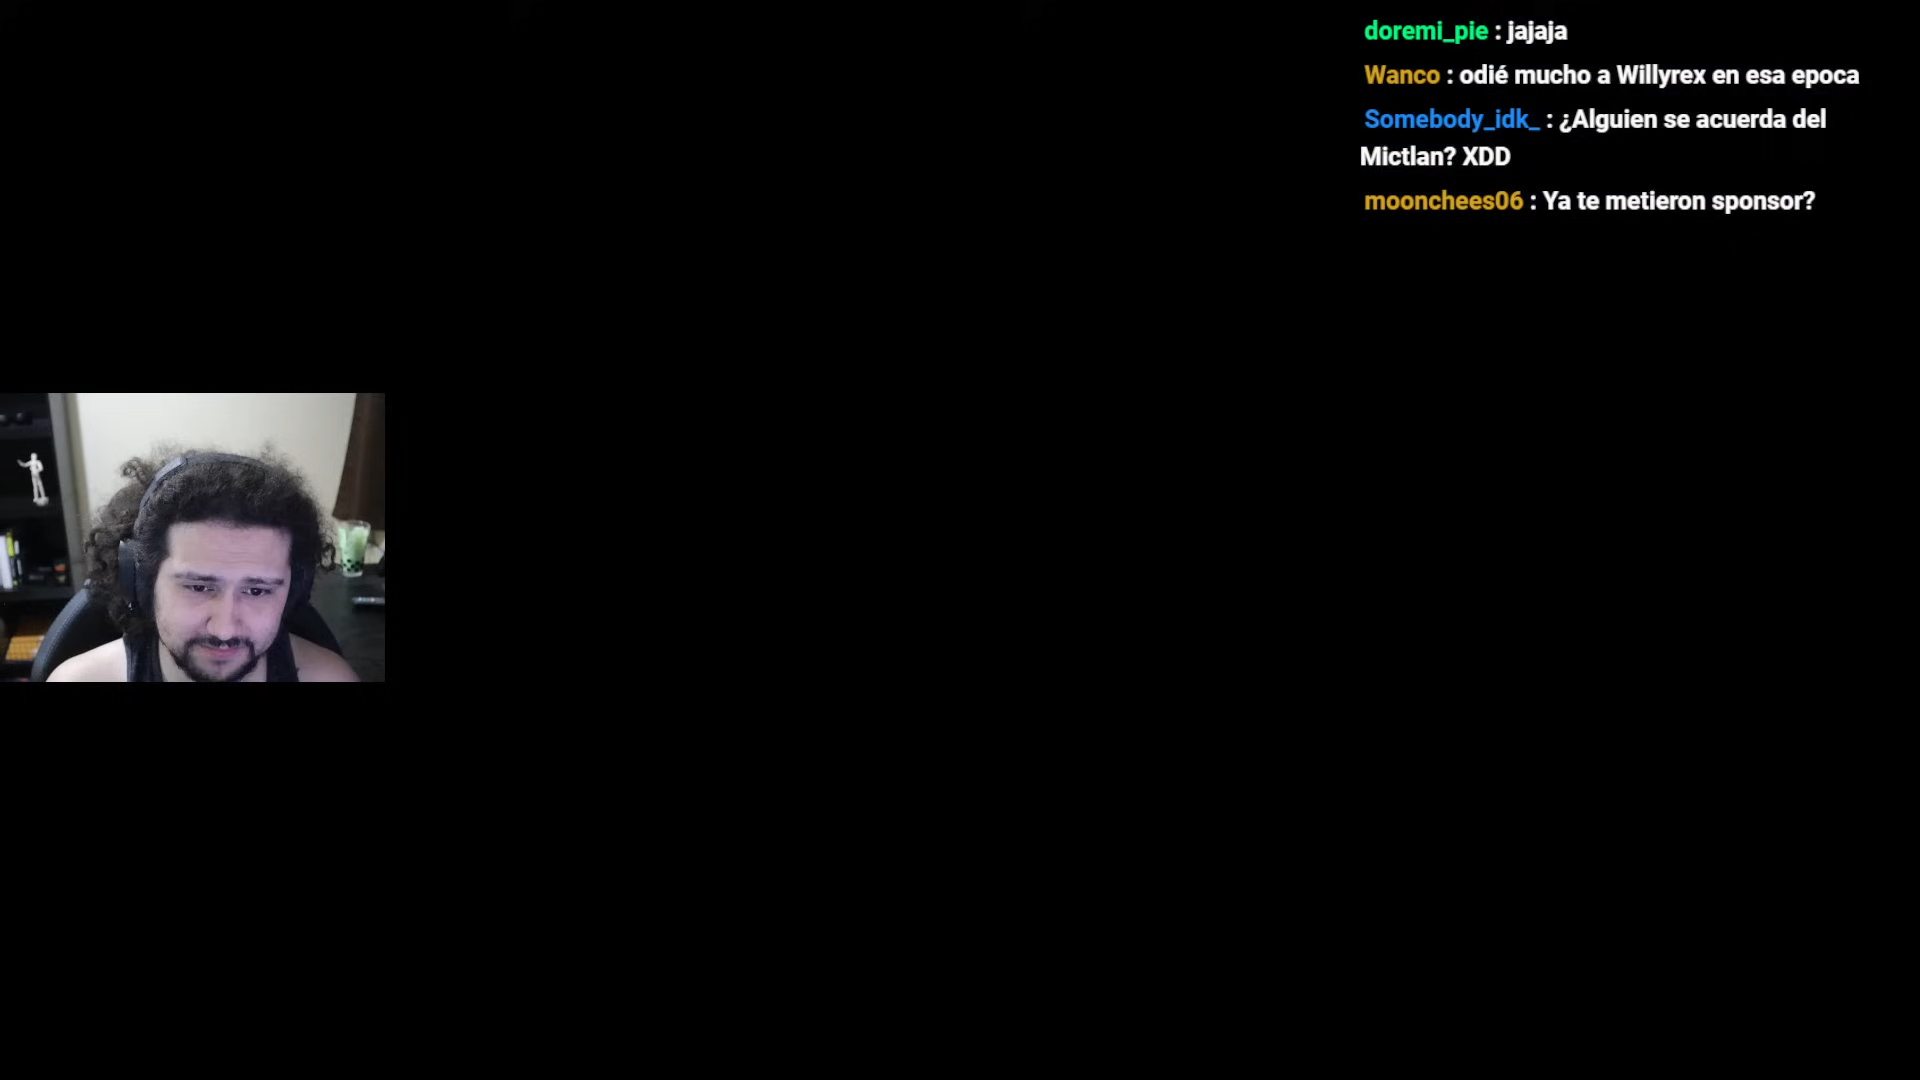 doremi_pie : jajaja
Wanco : odié mucho a Willyrex en esa epoca
Somebody_idk_ : ¿Alguien se acuerda del
Mictlan? XDD
moonchees06 : Ya te metieron sponsor?